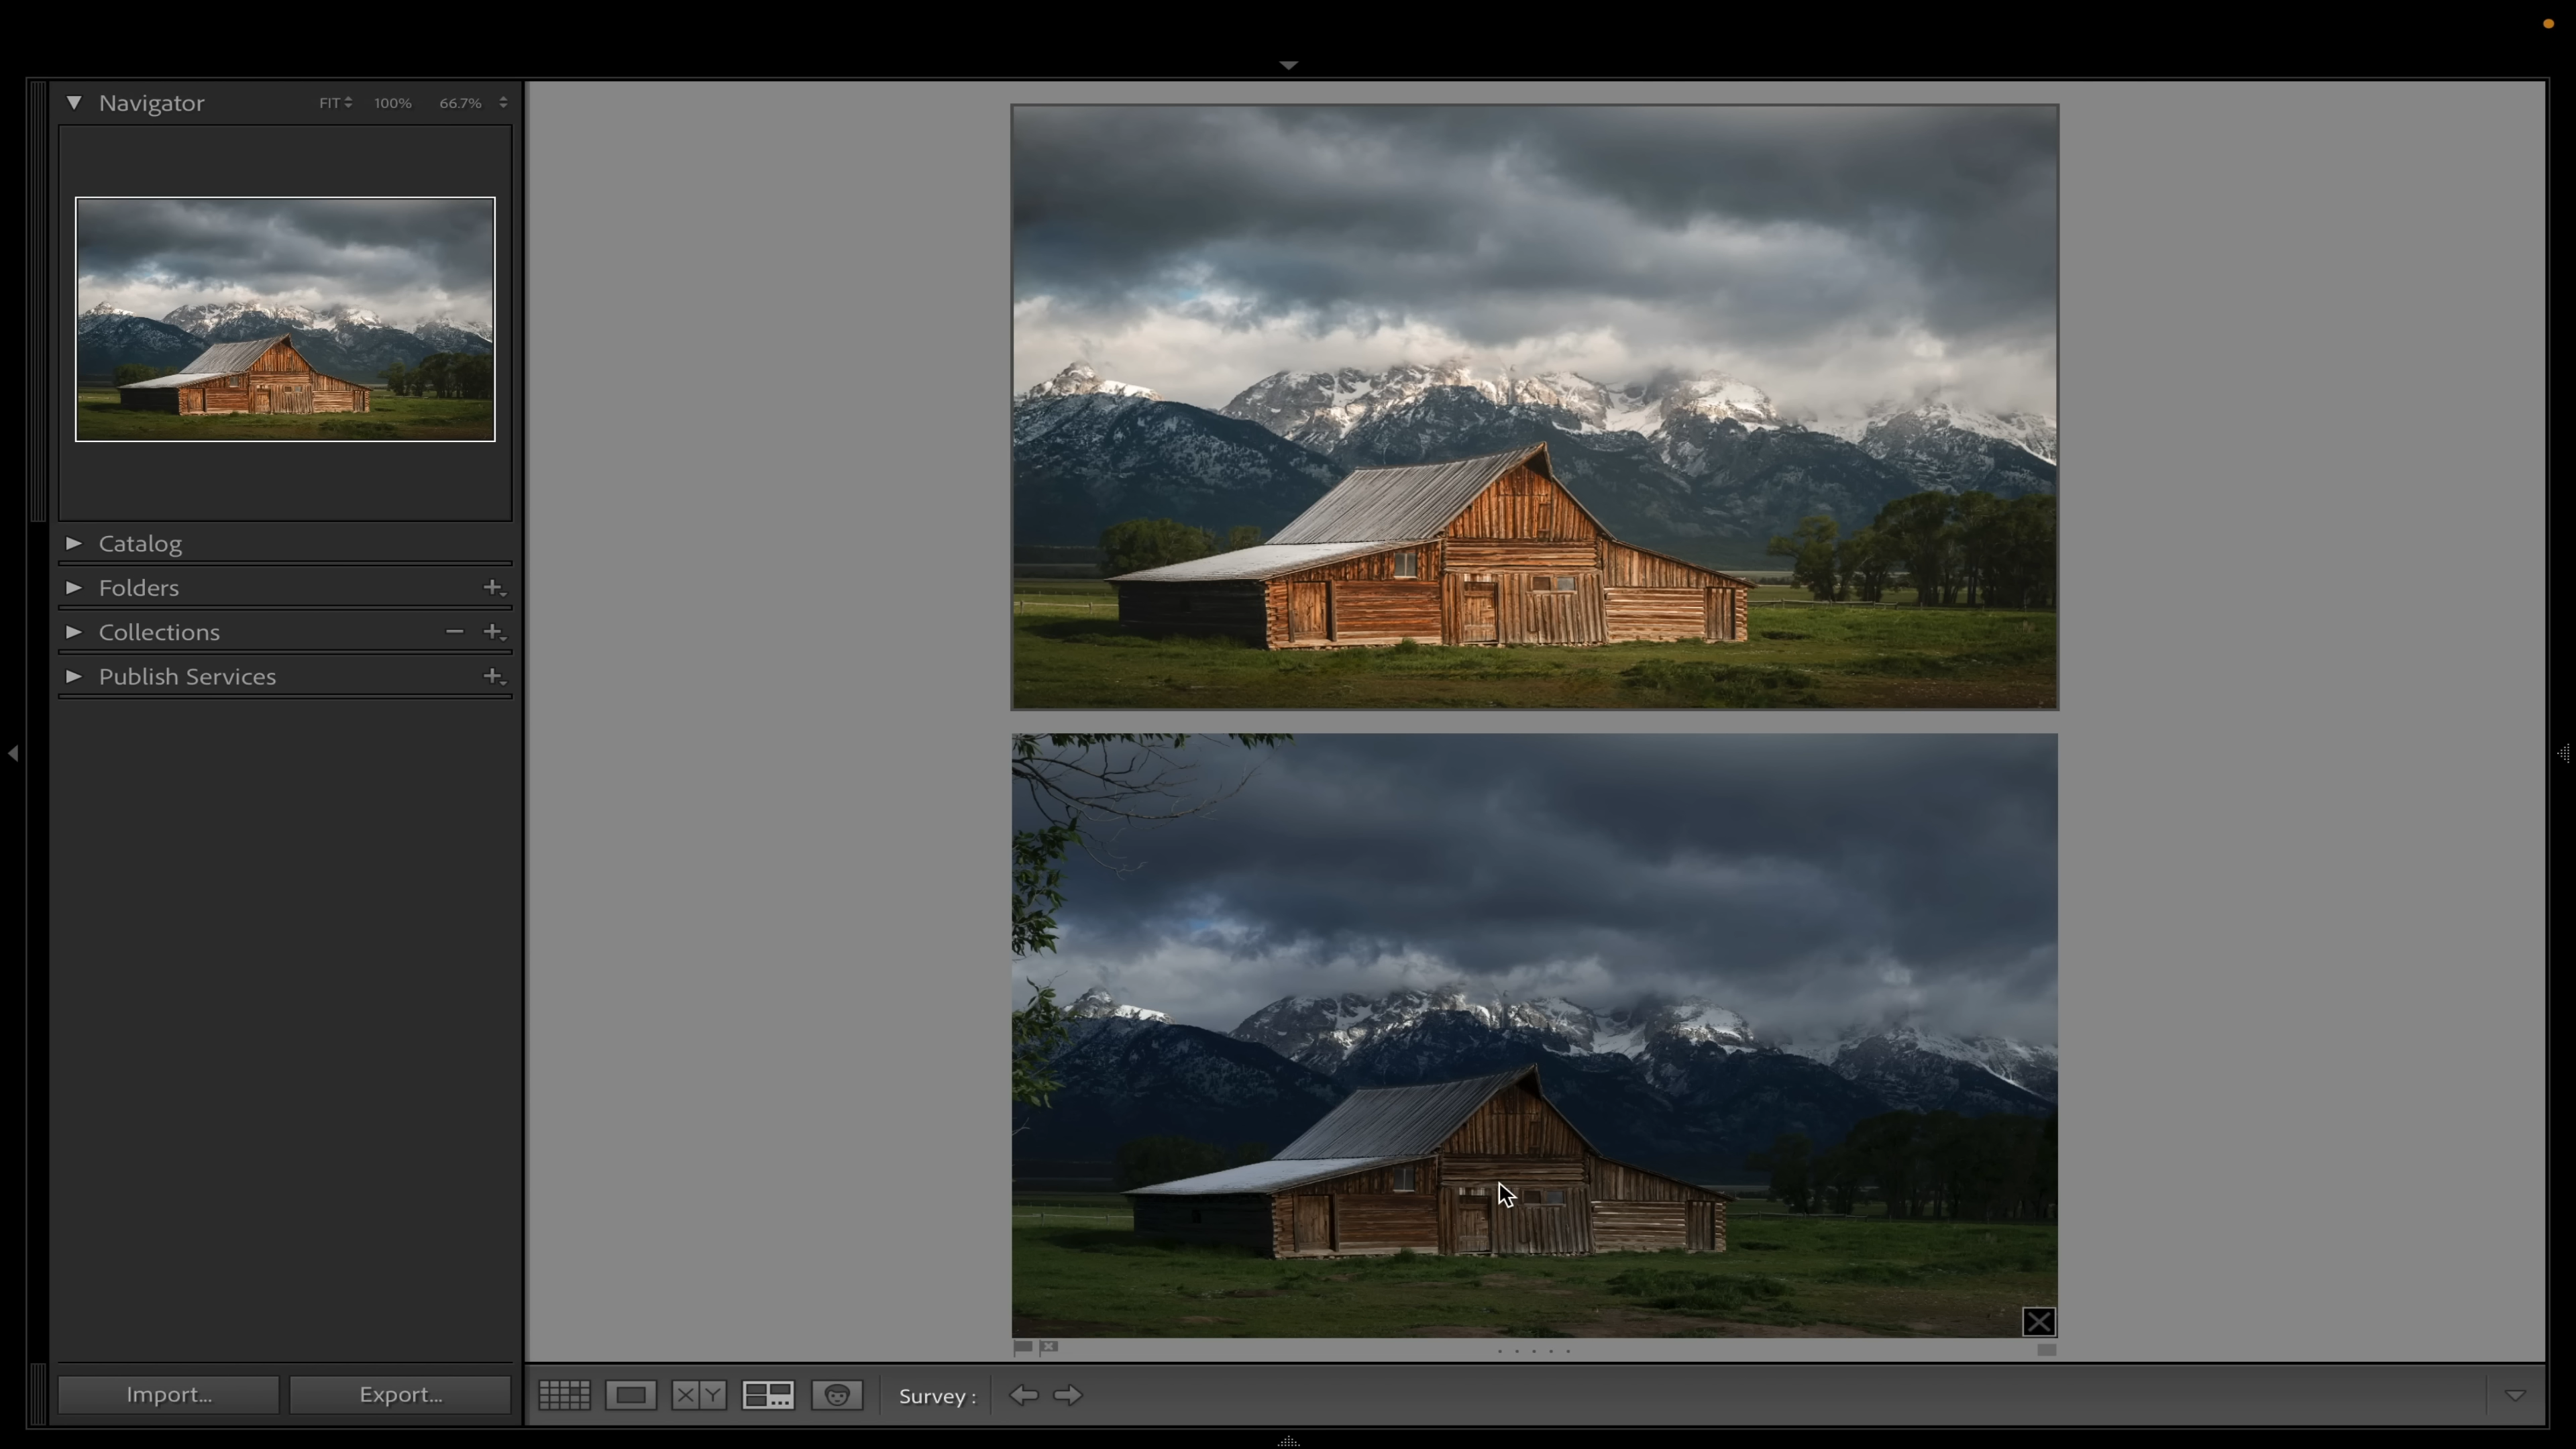 Navigator FIT 100% 66.7%
Catalog
Folders
Collections
Publish Services
Import... Export... X Y Survey :